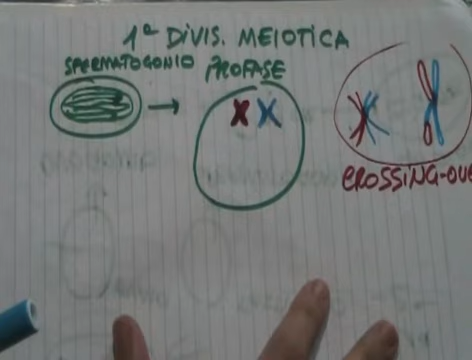 1ª DIVIS. MEIOTICA
SPERMATOGONIO PROFASE
CROSSING-OVE